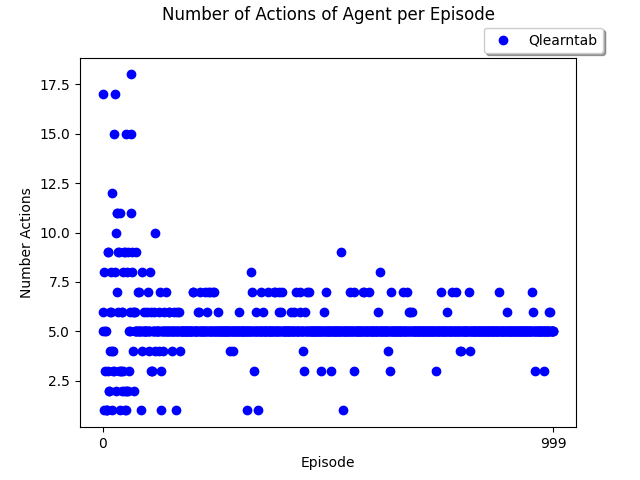 Number of Actions of Agent per Episode
Qlearntab
17.5
15.0
12.5
10.0
7.5
5.0
2.5
Number Actions
0
999
Episode